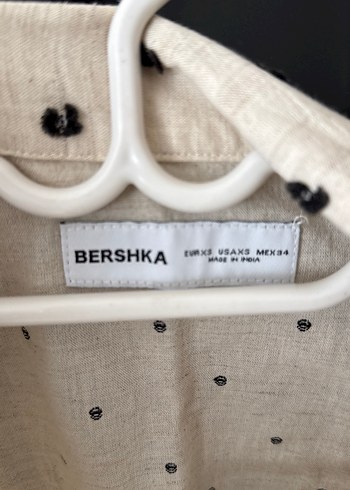 BERSHKA
EUR XS USA XS MEX 34
MADE IN INDIA